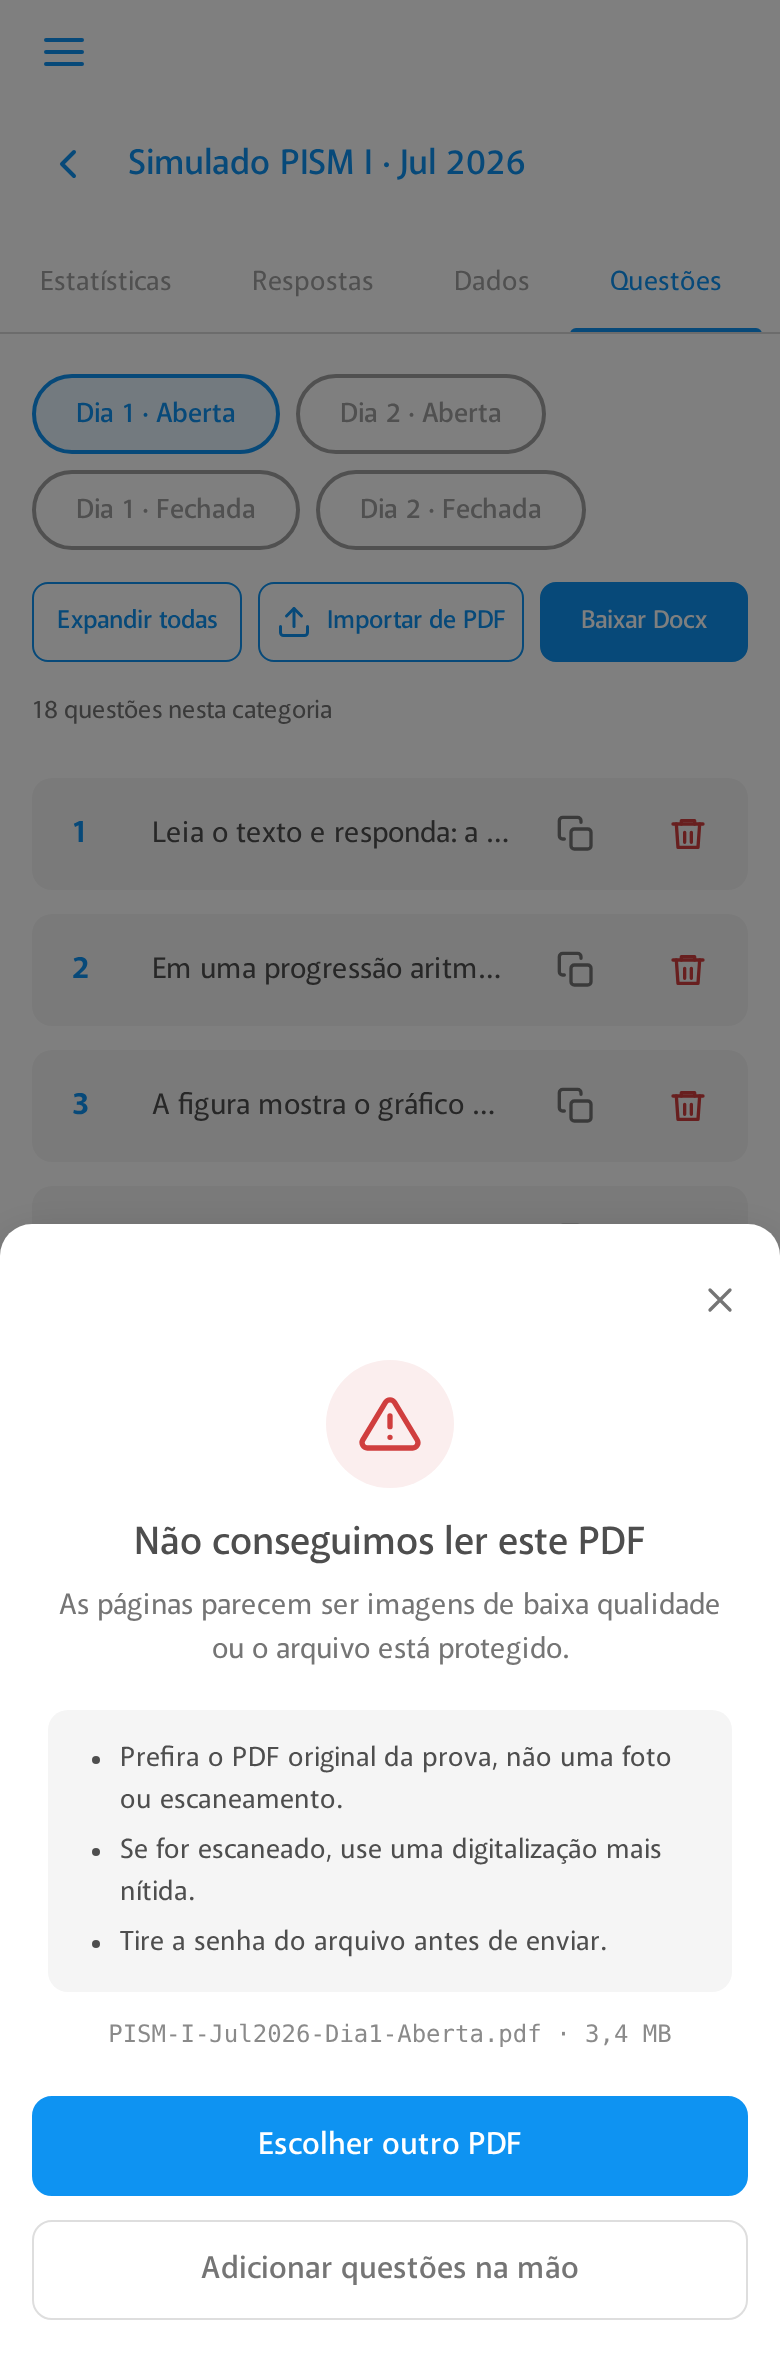 Simulado PISM I · Jul 2026
Estatísticas Respostas Dados Questões
Dia 1 · Aberta Dia 2 · Aberta
Dia 1 · Fechada Dia 2 · Fechada
Expandir todas Importar de PDF Baixar Docx
18 questões nesta categoria
1 Leia o texto e responda: a ...
2 Em uma progressão aritm...
3 A figura mostra o gráfico ...
Não conseguimos ler este PDF
As páginas parecem ser imagens de baixa qualidade
ou o arquivo está protegido.
• Prefira o PDF original da prova, não uma foto
ou escaneamento.
• Se for escaneado, use uma digitalização mais
nítida.
• Tire a senha do arquivo antes de enviar.
PISM-I-Jul2026-Dia1-Aberta.pdf · 3,4 MB
Escolher outro PDF
Adicionar questões na mão